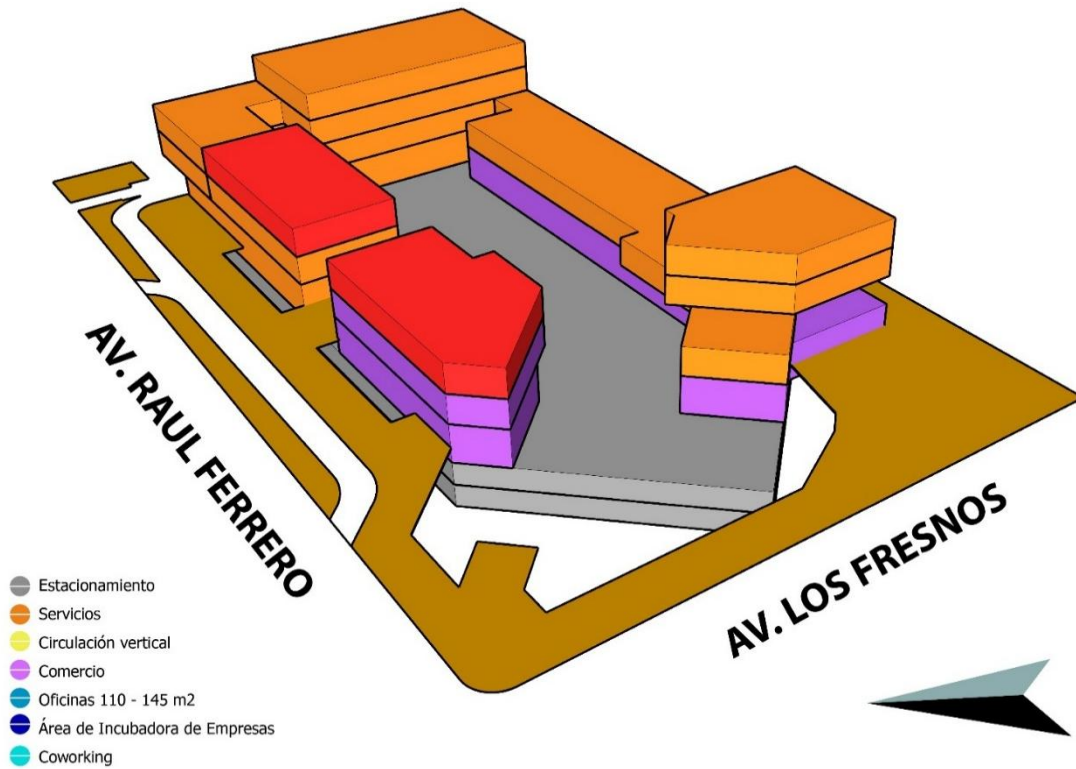 AV. RAUL FERRERO
AV. LOS FRESNOS
Estacionamiento
Servicios
Circulación vertical
Comercio
Oficinas 110 - 145 m2
Área de Incubadora de Empresas
Coworking